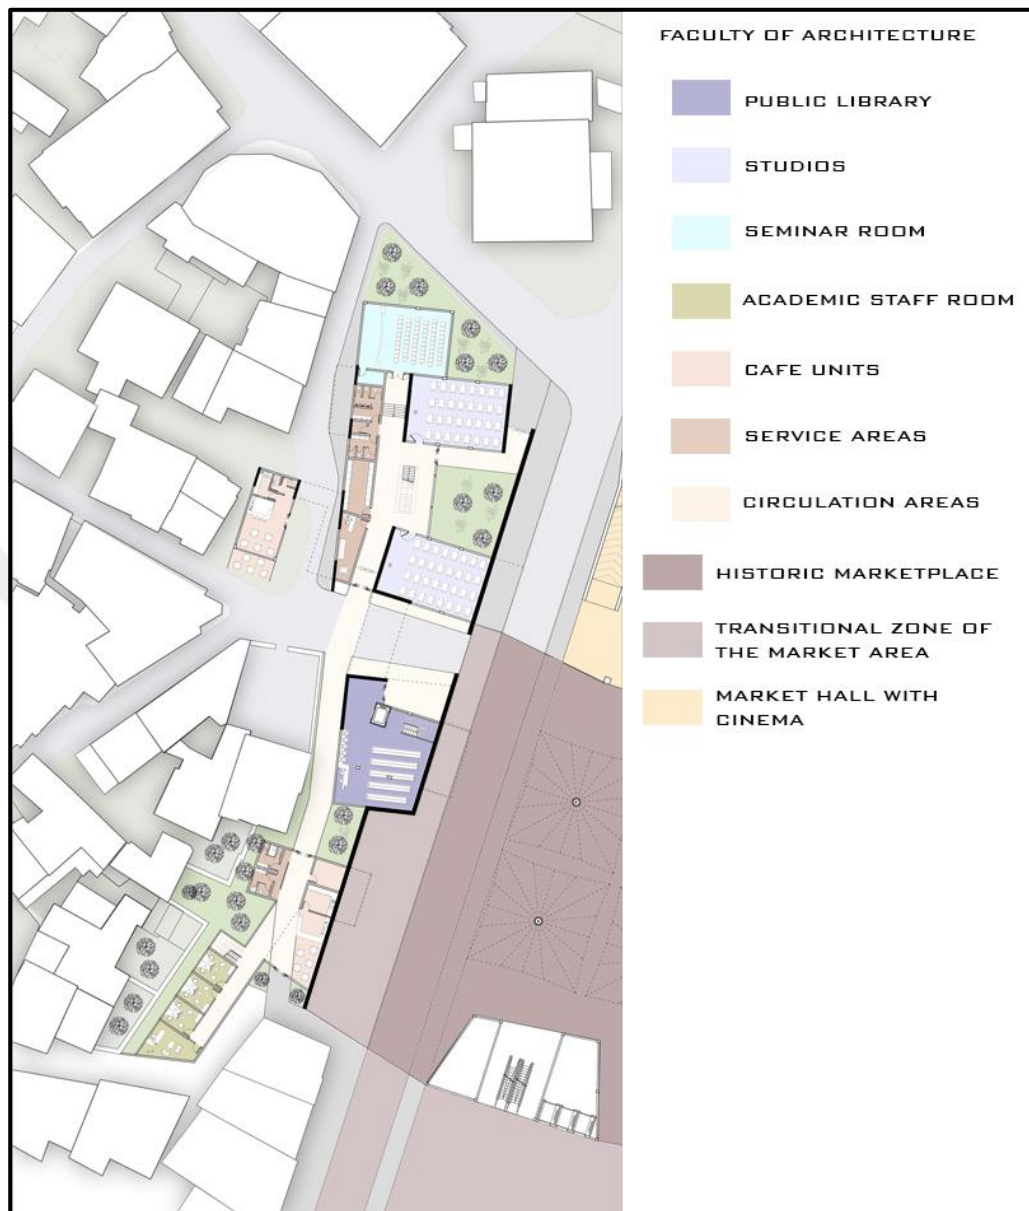 FACULTY OF ARCHITECTURE
PUBLIC LIBRARY
STUDIOS
SEMINAR ROOM
ACADEMIC STAFF ROOM
CAFE UNITS
SERVICE AREAS
CIRCULATION AREAS
HISTORIC MARKETPLACE
TRANSITIONAL ZONE OF
THE MARKET AREA
MARKET HALL WITH
CINEMA